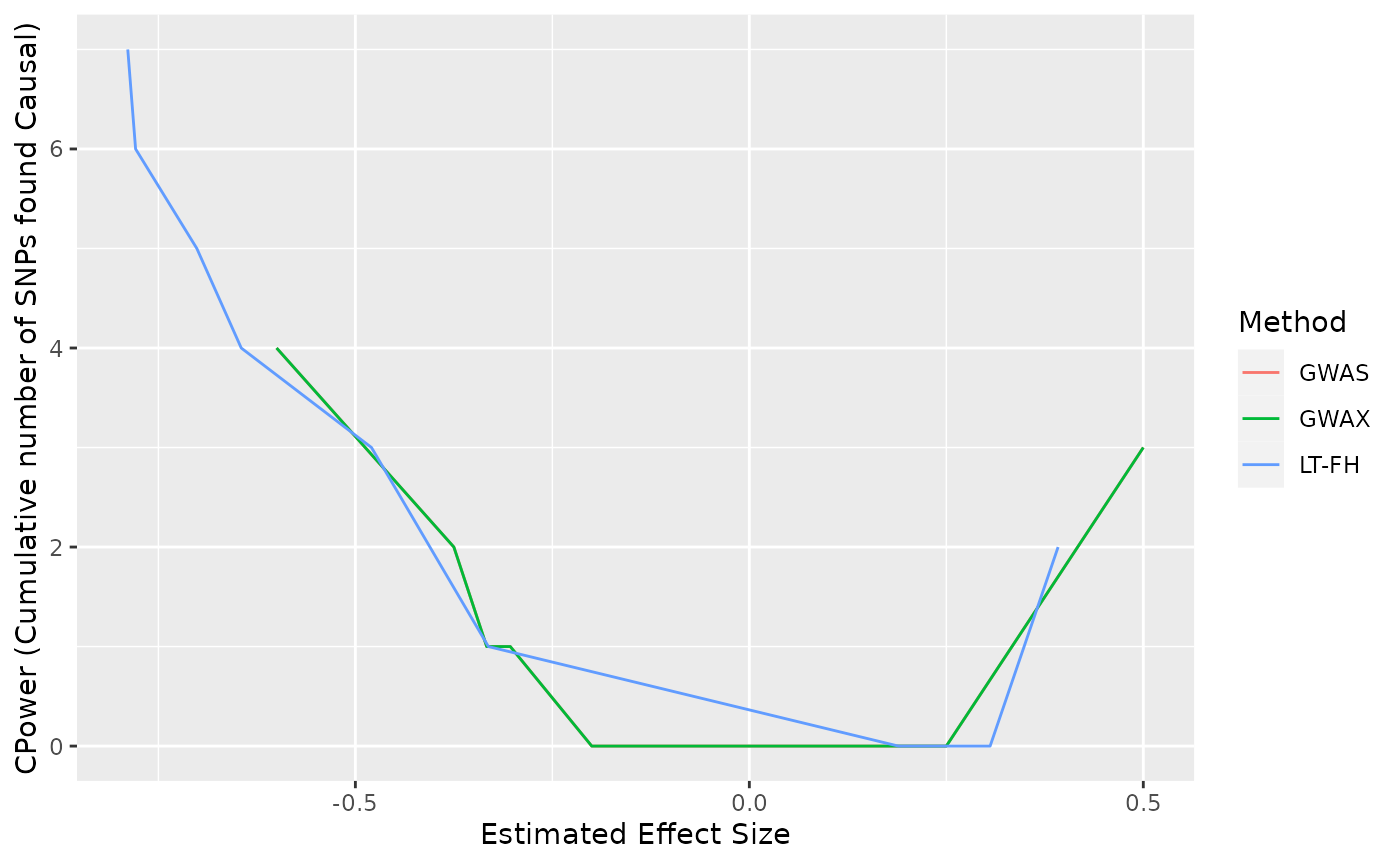 CPower (Cumulative number of SNPs found Causal)
6
4
2
0
-0.5
0.0
0.5
Estimated Effect Size
Method
GWAS
GWAX
LT-FH